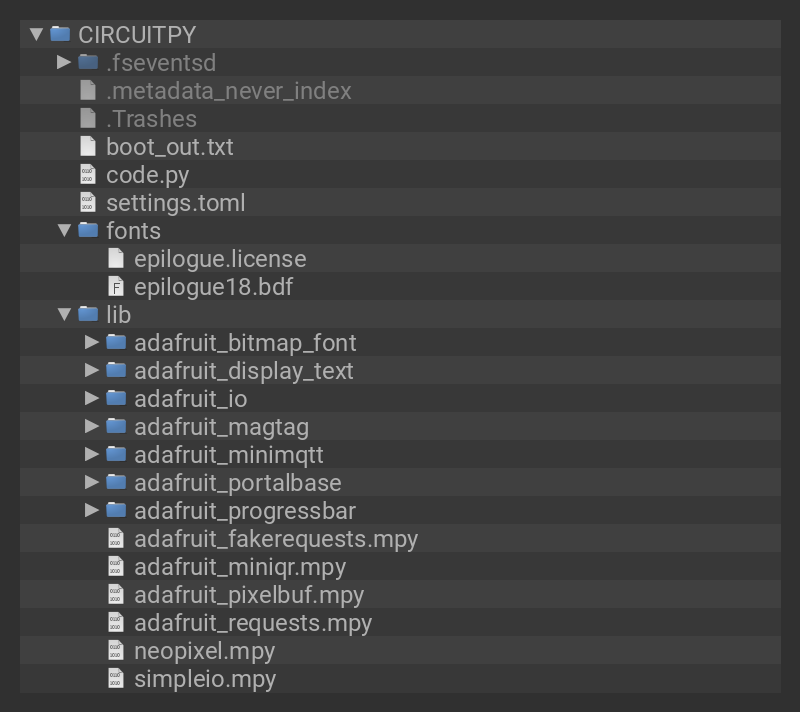 CIRCUITPY
.fseventsd
.metadata_never_index
.Trashes
boot_out.txt
code.py
settings.toml
fonts
epilogue.license
epilogue18.bdf
lib
adafruit_bitmap_font
adafruit_display_text
adafruit_io
adafruit_magtag
adafruit_minimqtt
adafruit_portalbase
adafruit_progressbar
adafruit_fakerequests.mpy
adafruit_miniqr.mpy
adafruit_pixelbuf.mpy
adafruit_requests.mpy
neopixel.mpy
simpleio.mpy